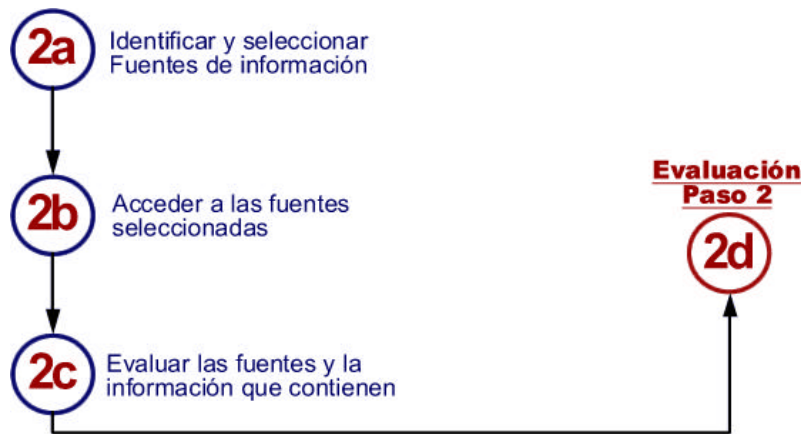 2a
Identificar y seleccionar
Fuentes de información
2b
Acceder a las fuentes
seleccionadas
Evaluación
Paso 2
2d
2c
Evaluar las fuentes y la
información que contienen